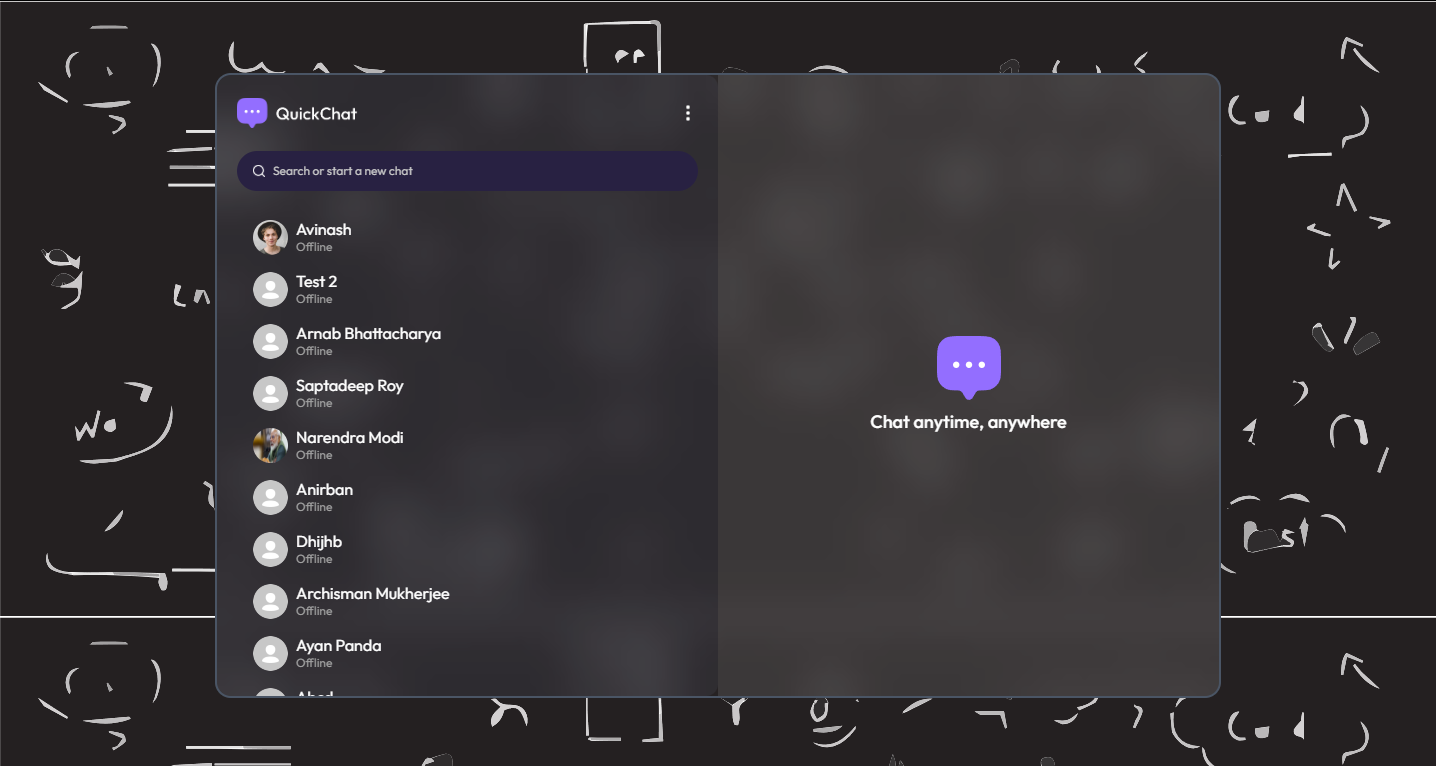 QuickChat
Search or start a new chat
Avinash
Offline
Test 2
Offline
Arnab Bhattacharya
Offline
Saptadeep Roy
Offline
Narendra Modi
Offline
Anirban
Offline
Dhijhb
Offline
Archisman Mukherjee
Offline
Ayan Panda
Offline
Chat anytime, anywhere